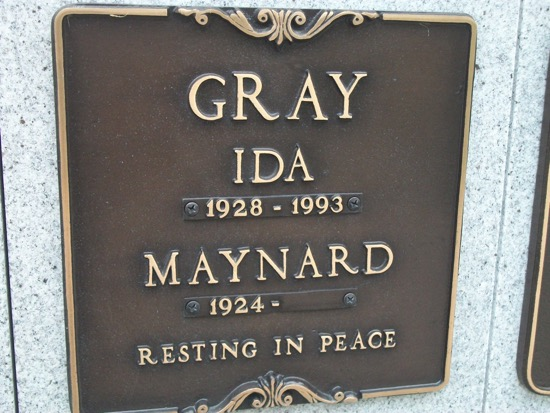 GRAY
IDA
1928 - 1993
MAYNARD
1924 -
RESTING IN PEACE